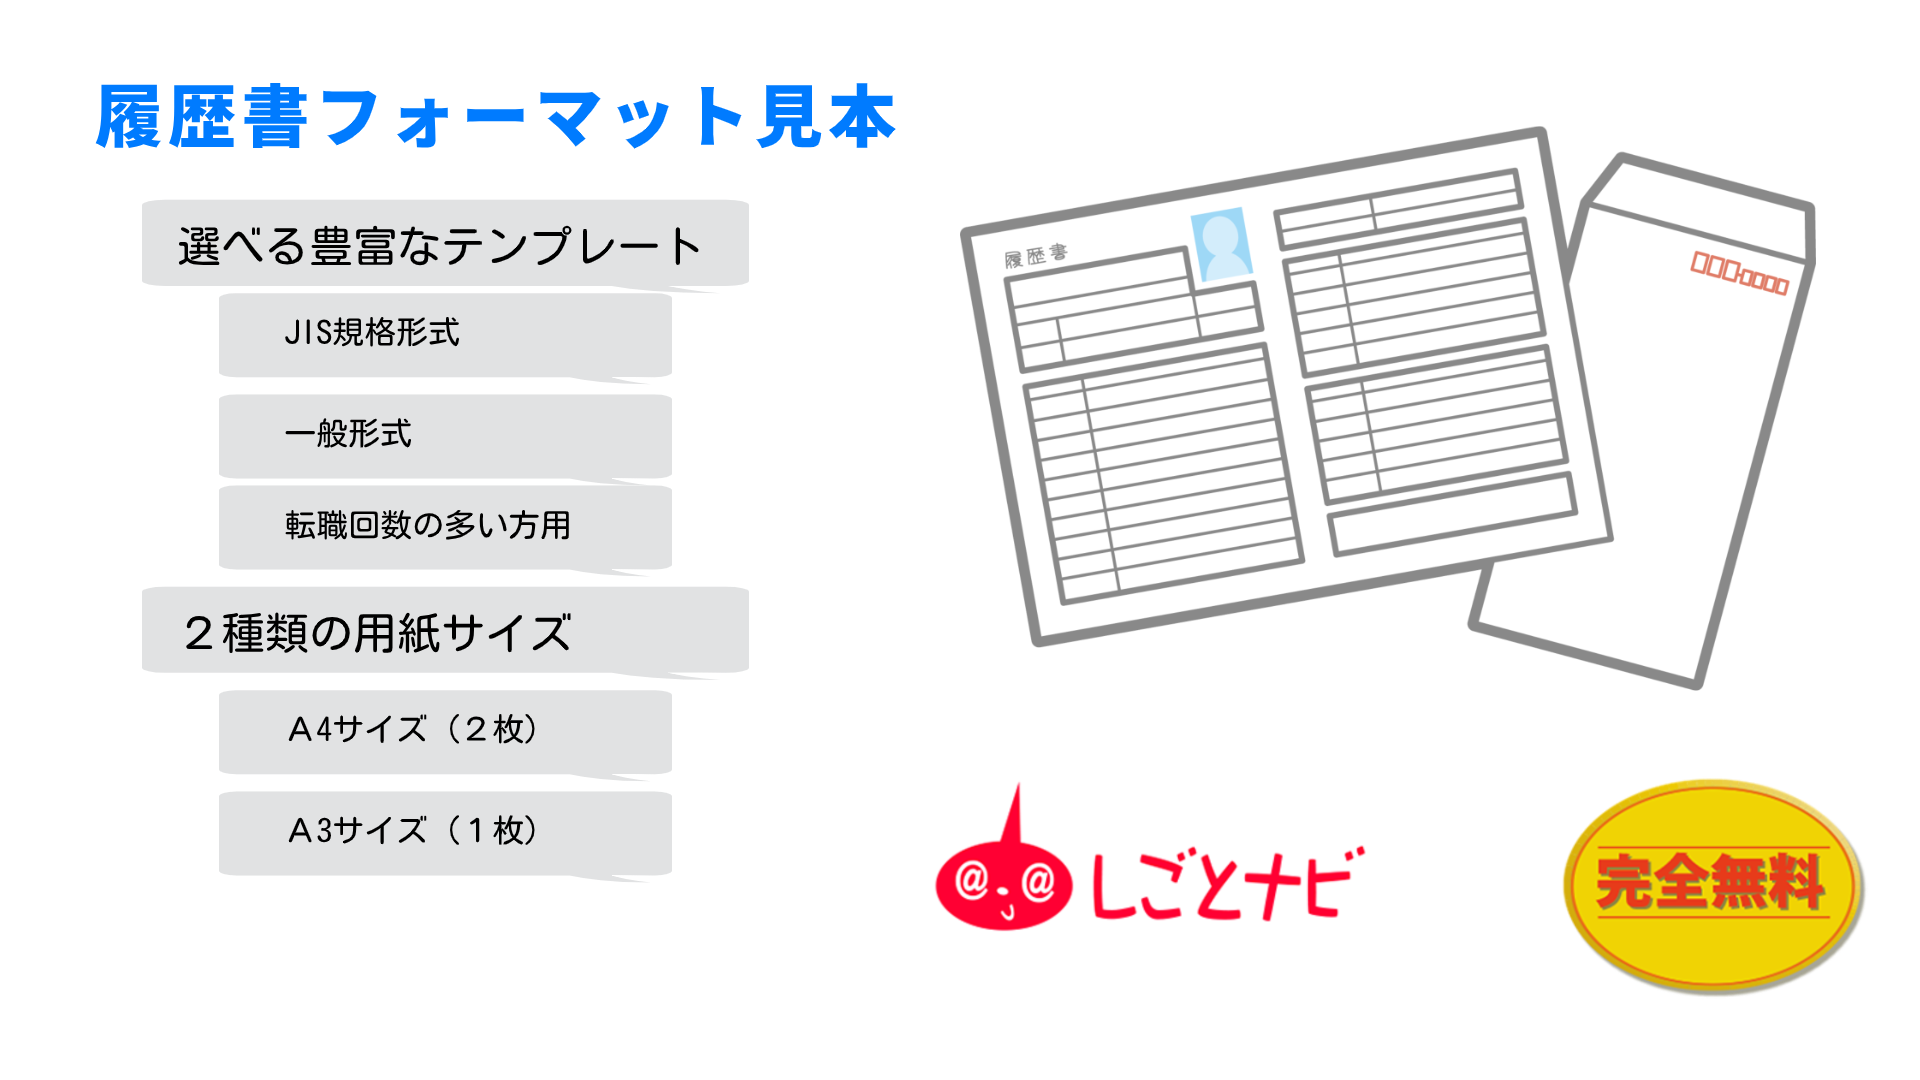 履歴書フォーマット見本
選べる豊富なテンプレート
JIS規格形式
一般形式
転職回数の多い方用
２種類の用紙サイズ
Ａ4サイズ（２枚）
Ａ3サイズ（１枚）
履歴書
@ @
しごとナビ
完全無料